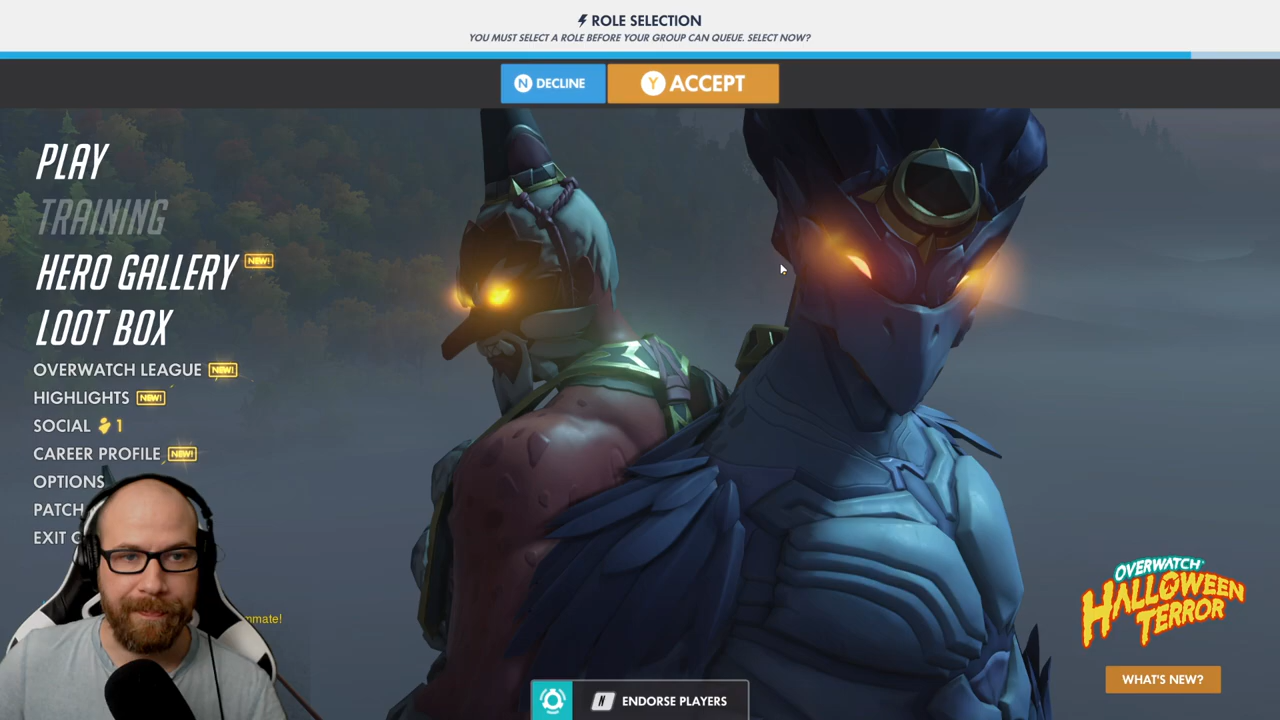 ROLE SELECTION
YOU MUST SELECT A ROLE BEFORE YOUR GROUP CAN QUEUE. SELECT NOW?
N DECLINE
Y ACCEPT
PLAY
TRAINING
HERO GALLERY NEW!
LOOT BOX
OVERWATCH LEAGUE NEW!
HIGHLIGHTS NEW!
SOCIAL 1
CAREER PROFILE NEW!
OPTIONS
PATCH
EXIT
OVERWATCH
HALLOWEEN
TERROR
WHAT'S NEW?
N ENDORSE PLAYERS